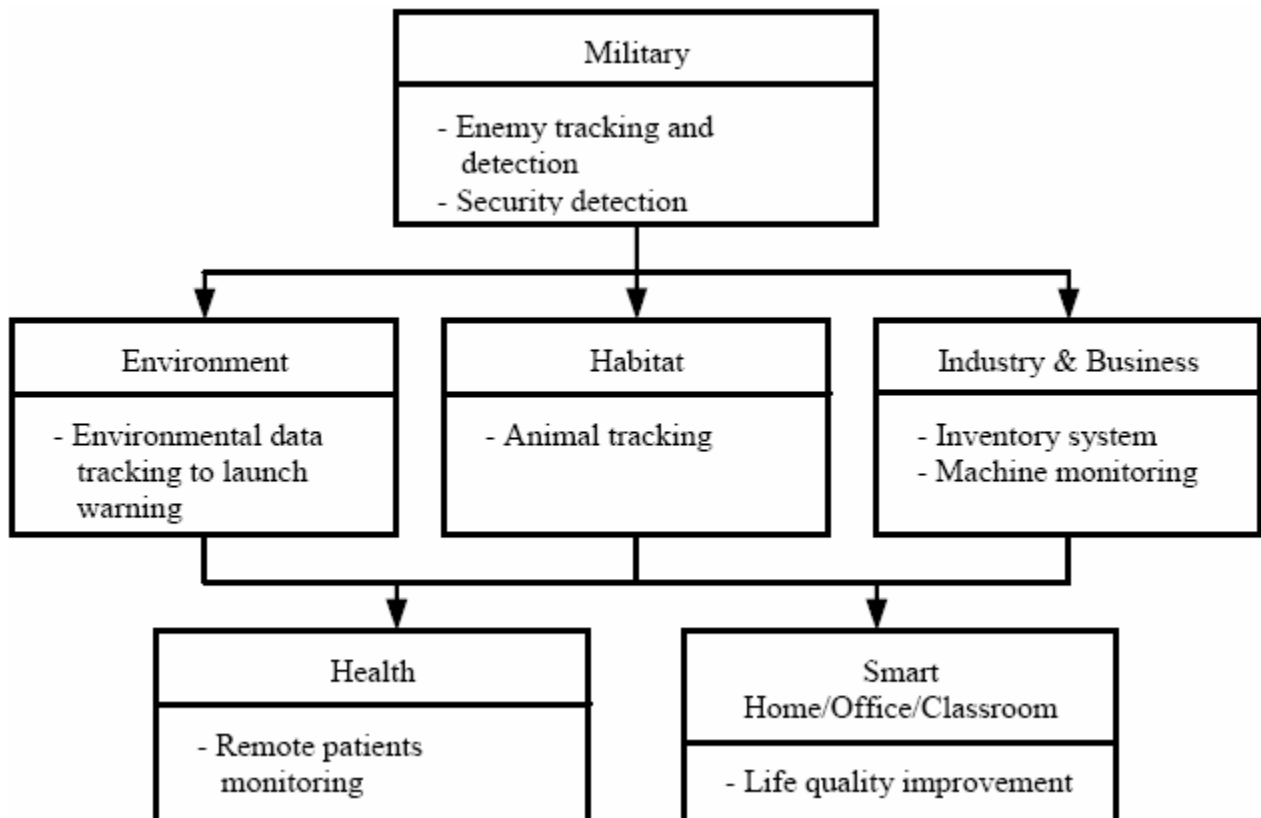 Military
- Enemy tracking and
detection
- Security detection
Environment
- Environmental data
tracking to launch
warning
Habitat
- Animal tracking
Industry & Business
- Inventory system
- Machine monitoring
Health
- Remote patients
monitoring
Smart
Home/Office/Classroom
- Life quality improvement